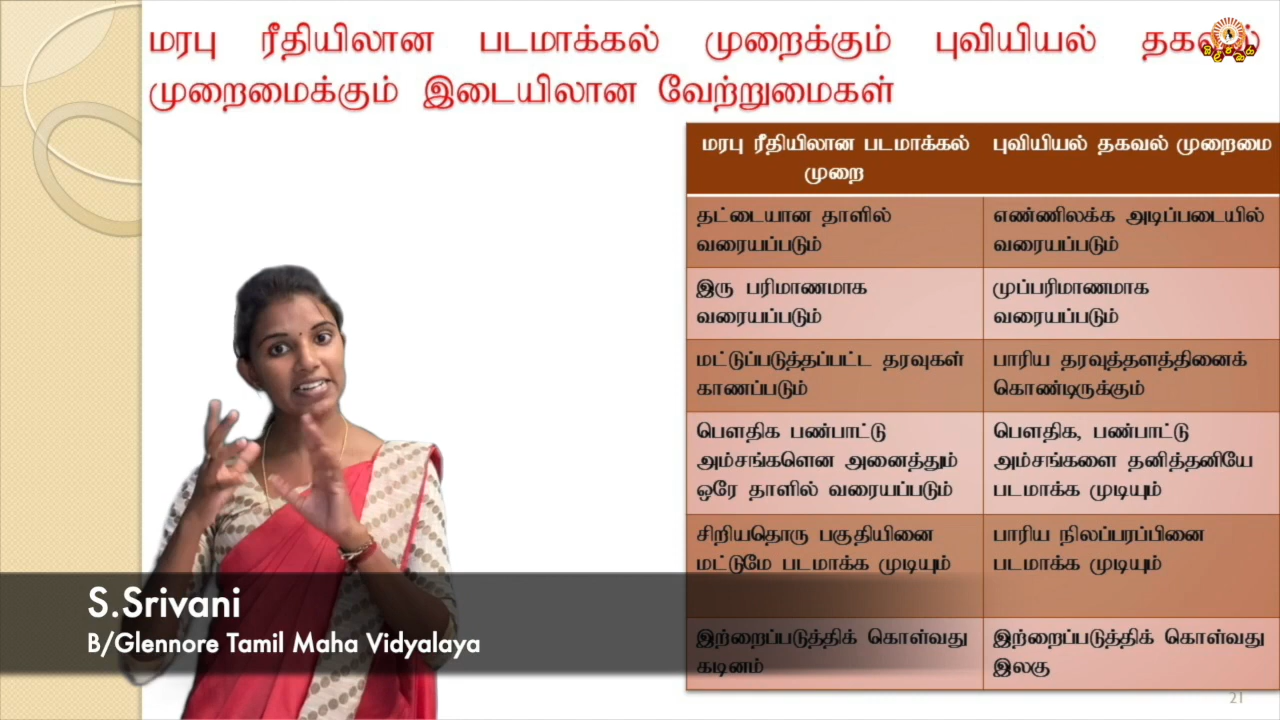 மரபு ரீதியிலான படமாக்கல் முறைக்கும் புவியியல் தகவல்
முறைமைக்கும் இடையிலான வேற்றுமைகள்
மரபு ரீதியிலான படமாக்கல்
முறை
புவியியல் தகவல் முறைமை
தட்டையான தாளில்
வரையப்படும்
எண்ணிலக்க அடிப்படையில்
வரையப்படும்
இரு பரிமாணமாக
வரையப்படும்
முப்பரிமாணமாக
வரையப்படும்
மட்டுப்படுத்தப்பட்ட தரவுகள்
காணப்படும்
பாரிய தரவுத்தளத்தினைக்
கொண்டிருக்கும்
பௌதிக பண்பாட்டு
அம்சங்களென அனைத்தும்
ஒரே தாளில் வரையப்படும்
பௌதிக, பண்பாட்டு
அம்சங்களை தனித்தனியே
படமாக்க முடியும்
சிறியதொரு பகுதியினை
மட்டுமே படமாக்க முடியும்
பாரிய நிலப்பரப்பினை
படமாக்க முடியும்
இற்றைப்படுத்திக் கொள்வது
கடினம்
இற்றைப்படுத்திக் கொள்வது
இலகு
S.Srivani
B/Glennore Tamil Maha Vidyalaya
21